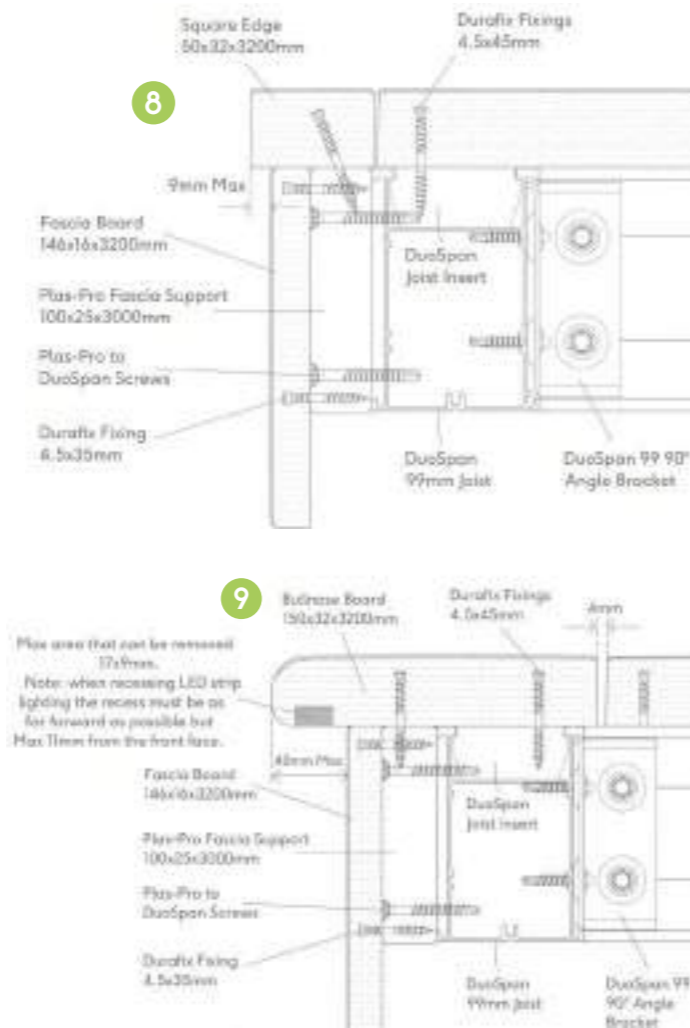 Square Edge
50x32x3200mm
Durafix Fixings
4.5x45mm
8
9mm Max
Fascia Board
146x16x3200mm
Plas-Pro Fascia Support
100x25x3000mm
Plas-Pro to
DuoSpan Screws
Durafix Fixing
4.5x35mm
DuoSpan
Joist Insert
DuoSpan
99mm Joist
DuoSpan 99 90°
Angle Bracket
9
Bullnose Board
150x32x3200mm
Durafix Fixings
4.5x45mm
4mm
Max area that can be removed
17x9mm.
Note: when recessing LED strip
lighting the recess must be as
far forward as possible but
Max 11mm from the front face.
40mm Max
Fascia Board
146x16x3200mm
Plas-Pro Fascia Support
100x25x3000mm
Plas-Pro to
DuoSpan Screws
Durafix Fixing
4.5x35mm
DuoSpan
Joist Insert
DuoSpan
99mm Joist
DuoSpan 99
90° Angle
Bracket